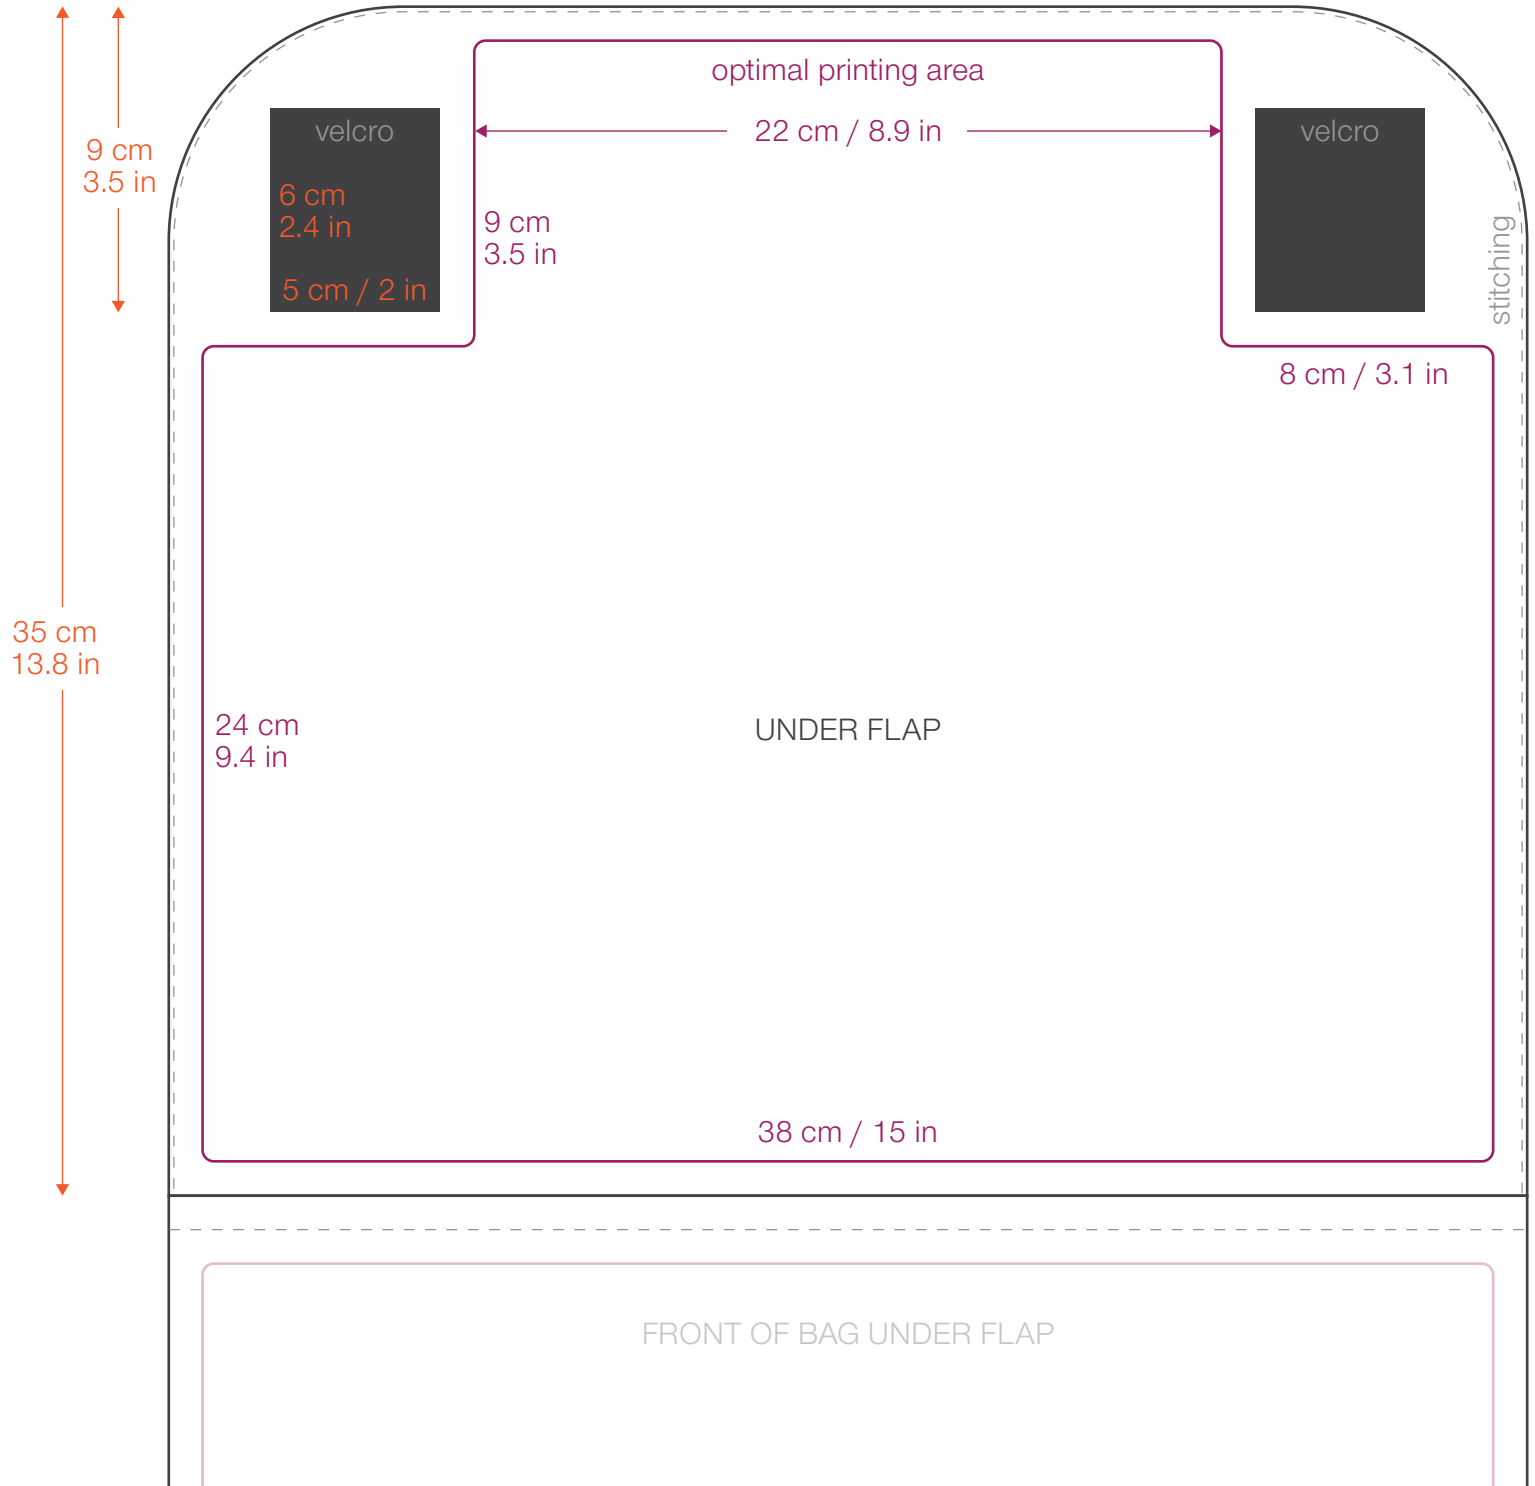 optimal printing area
velcro
22 cm / 8.9 in
velcro
9 cm
3.5 in
6 cm
2.4 in
9 cm
3.5 in
5 cm / 2 in
stitching
8 cm / 3.1 in
35 cm
13.8 in
24 cm
9.4 in
UNDER FLAP
38 cm / 15 in
FRONT OF BAG UNDER FLAP